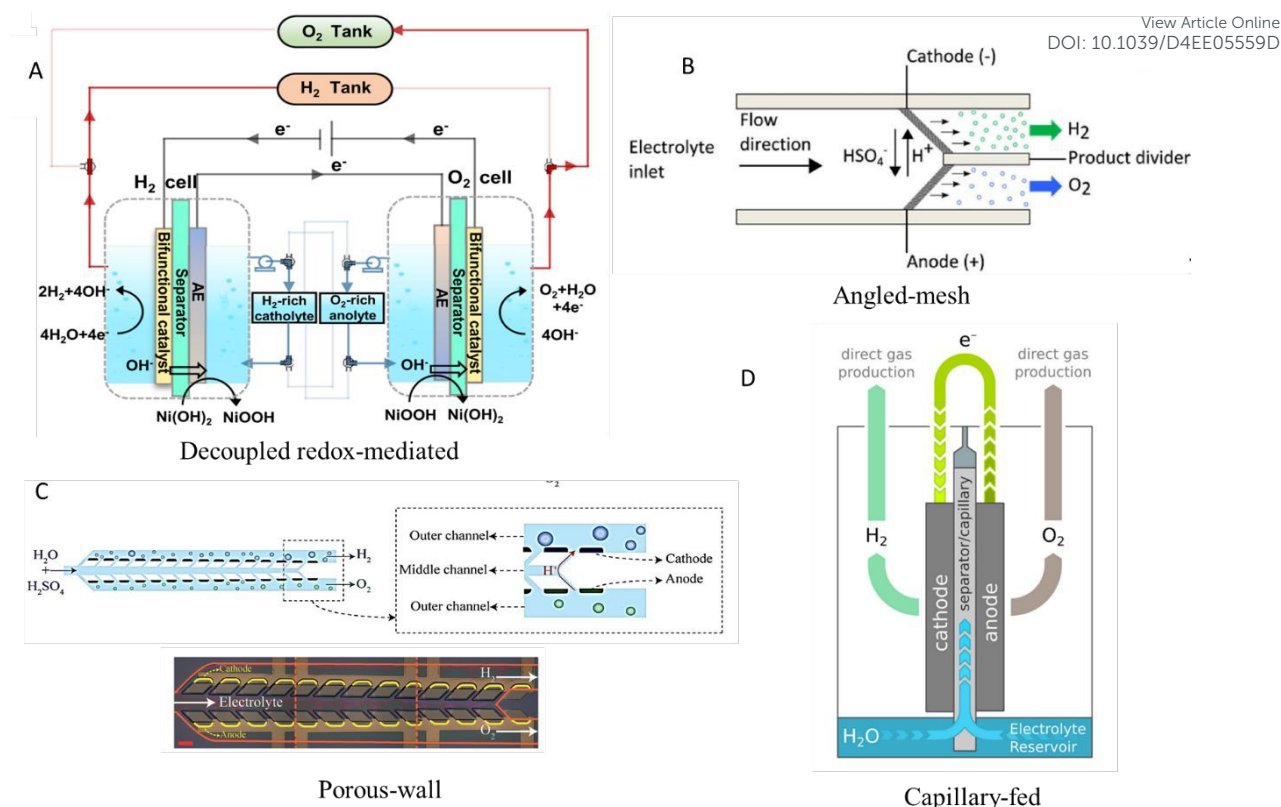 View Article Online
DOI: 10.1039/D4EE05559D
A
O₂ Tank
H₂ Tank
e⁻
e⁻
e⁻
H₂ cell
O₂ cell
Bifunctional catalyst
Separator
AE
AE
Separator
Bifunctional catalyst
2H₂+4OH⁻
4H₂O+4e⁻
H₂-rich
catholyte
O₂-rich
anolyte
O₂+H₂O
+4e⁻
4OH⁻
OH⁻
OH⁻
Ni(OH)₂
NiOOH
NiOOH
Ni(OH)₂
Decoupled redox-mediated
B
Cathode (-)
Flow
direction
Electrolyte
inlet
HSO₄⁻
H⁺
H₂
Product divider
O₂
Anode (+)
Angled-mesh
C
H₂O
+
H₂SO₄
H₂
O₂
Outer channel
Middle channel
Outer channel
H⁺
Cathode
Anode
Cathode
H₂
Electrolyte
O₂
Anode
Porous-wall
D
e⁻
direct gas
production
direct gas
production
H₂
O₂
cathode
separator/capillary
anode
H₂O
Electrolyte
Reservoir
Capillary-fed